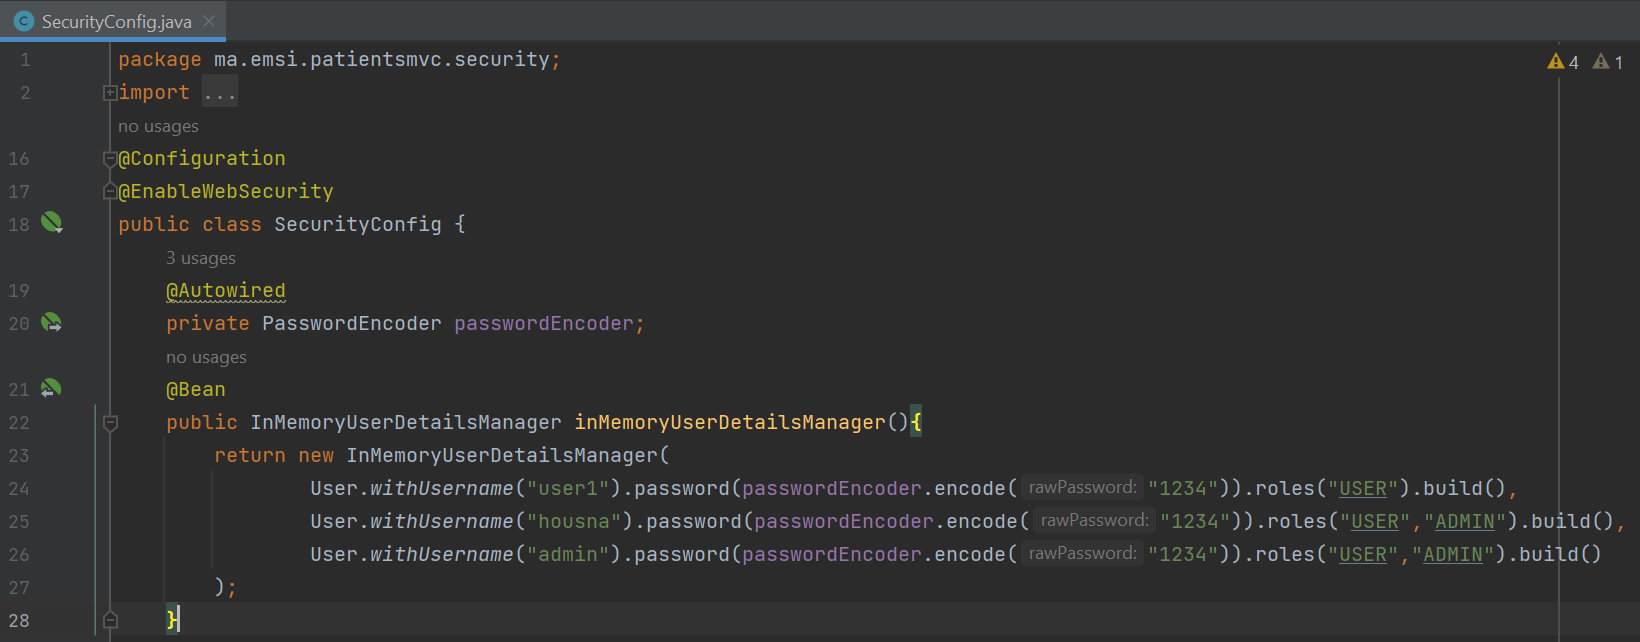 SecurityConfig.java
4 1
1 package ma.emsi.patientsmvc.security;
2 import ...
no usages
16 @Configuration
17 @EnableWebSecurity
18 public class SecurityConfig {
3 usages
19 @Autowired
20 private PasswordEncoder passwordEncoder;
no usages
21 @Bean
22 public InMemoryUserDetailsManager inMemoryUserDetailsManager(){
23 return new InMemoryUserDetailsManager(
24 User.withUsername("user1").password(passwordEncoder.encode( rawPassword: "1234")).roles("USER").build(),
25 User.withUsername("housna").password(passwordEncoder.encode( rawPassword: "1234")).roles("USER","ADMIN").build(),
26 User.withUsername("admin").password(passwordEncoder.encode( rawPassword: "1234")).roles("USER","ADMIN").build()
27 );
28 }